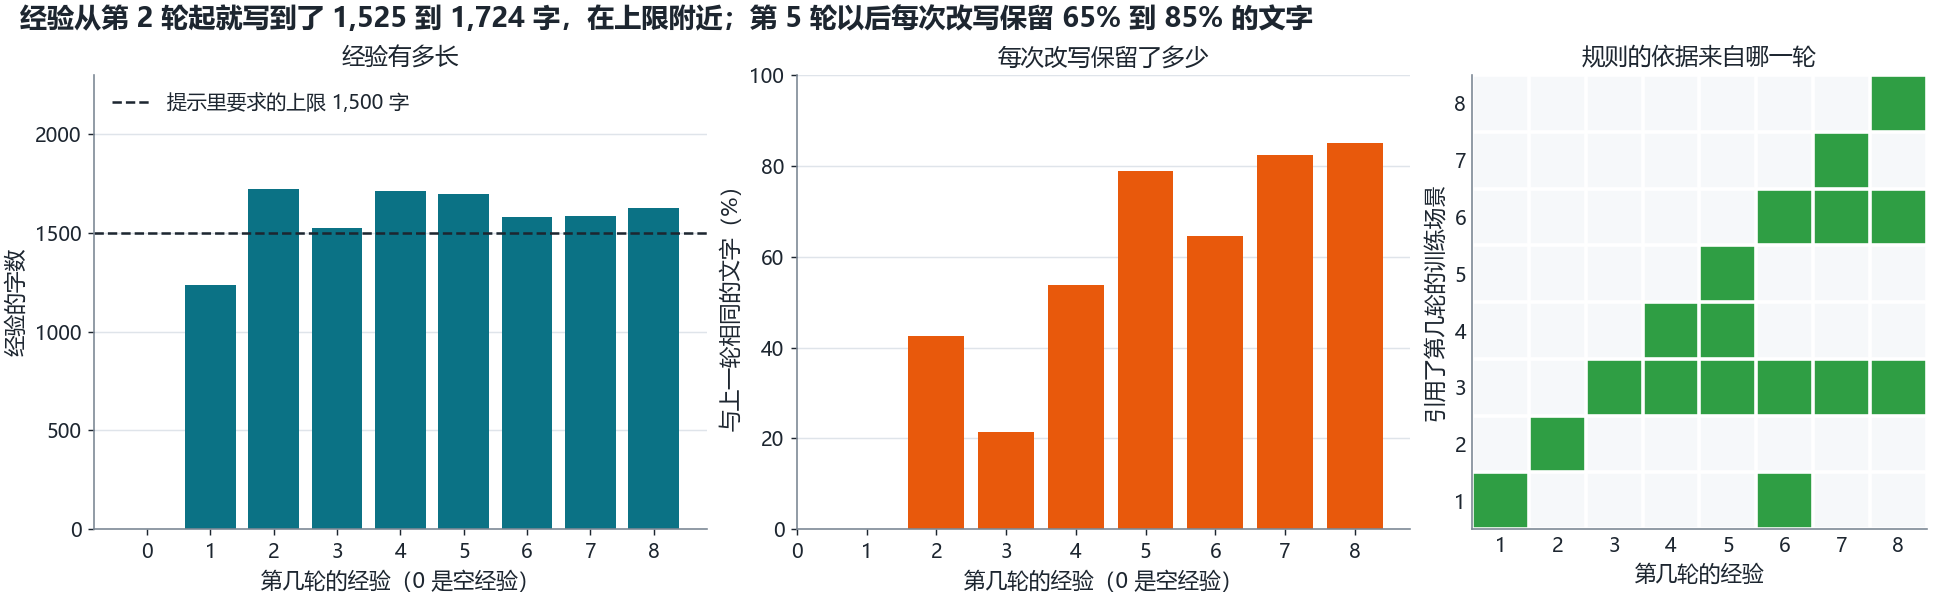 经验从第 2 轮起就写到了 1,525 到 1,724 字，在上限附近；第 5 轮以后每次改写保留 65% 到 85% 的文字
经验有多长
提示里要求的上限 1,500 字
2000
1500
1000
500
0
经验的字数
0 1 2 3 4 5 6 7 8
第几轮的经验（0 是空经验）
每次改写保留了多少
100
80
60
40
20
0
与上一轮相同的文字（%）
0 1 2 3 4 5 6 7 8
第几轮的经验（0 是空经验）
规则的依据来自哪一轮
8
7
6
5
4
3
2
1
引用了第几轮的训练场景
1 2 3 4 5 6 7 8
第几轮的经验